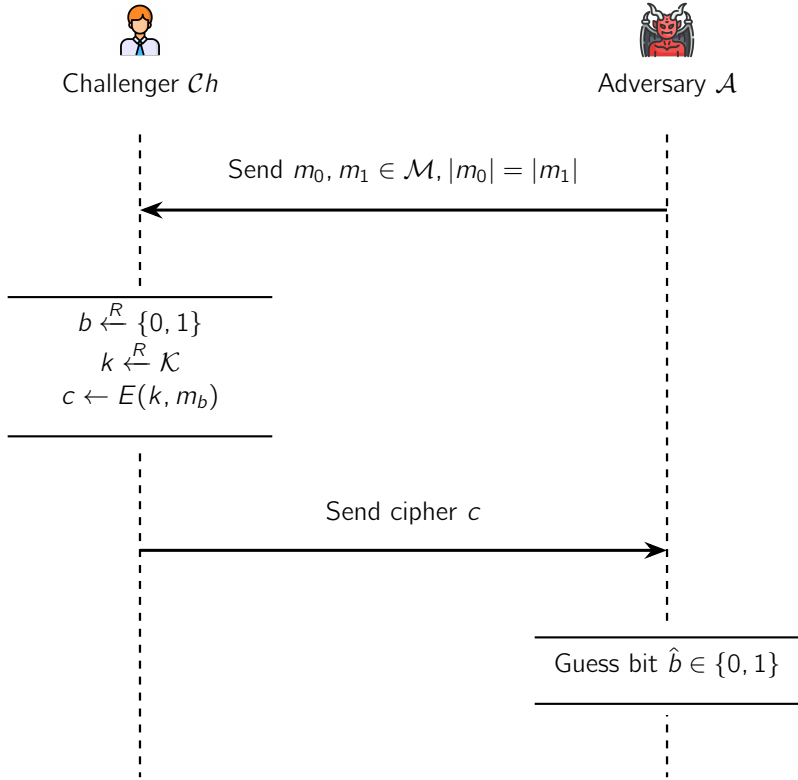 Challenger 𝒞h
Adversary 𝒜
Send m₀, m₁ ∈ ℳ, |m₀| = |m₁|
b ←ᴿ {0, 1}
k ←ᴿ 𝒦
c ← E(k, m_b)
Send cipher c
Guess bit b̂ ∈ {0, 1}